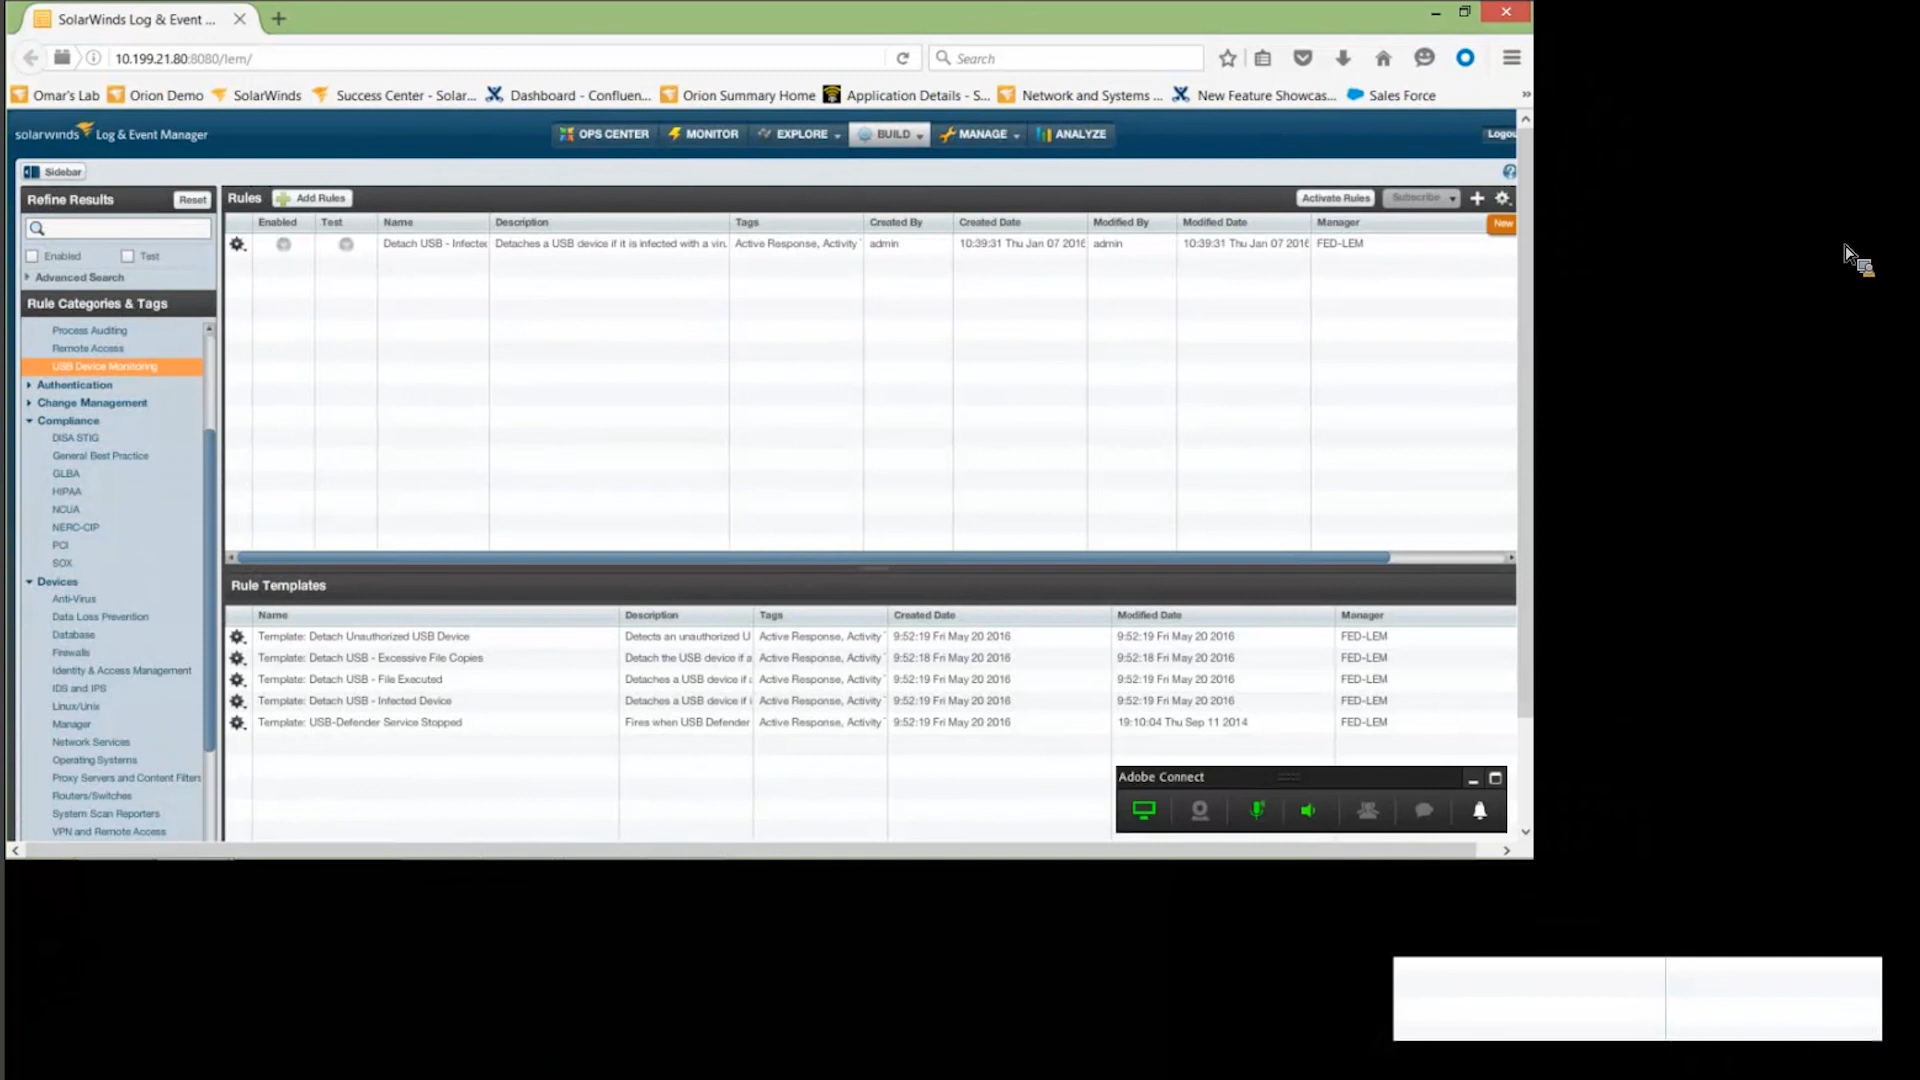 SolarWinds Log & Event ...
10.199.21.80:8080/lem/
Search
Omar's Lab
Orion Demo
SolarWinds
Success Center - Solar...
Dashboard - Confluen...
Orion Summary Home
Application Details - S...
Network and Systems ...
New Feature Showcas...
Sales Force
solarwinds Log & Event Manager
OPS CENTER
MONITOR
EXPLORE
BUILD
MANAGE
ANALYZE
Logou
Sidebar
Refine Results
Reset
Enabled
Test
Advanced Search
Rule Categories & Tags
Process Auditing
Remote Access
USB Device Monitoring
Authentication
Change Management
Compliance
DISA STIG
General Best Practice
GLBA
HIPAA
NCUA
NERC-CIP
PCI
SOX
Devices
Anti-Virus
Data Loss Prevention
Database
Firewalls
Identity & Access Management
IDS and IPS
Linux/Unix
Manager
Network Services
Operating Systems
Proxy Servers and Content Filters
Routers/Switches
System Scan Reporters
VPN and Remote Access
Rules
Add Rules
Activate Rules
Subscribe
New
Enabled Test Name Description Tags Created By Created Date Modified By Modified Date Manager
Detach USB - Infected Detaches a USB device if it is infected with a viru Active Response, Activity admin 10:39:31 Thu Jan 07 2016 admin 10:39:31 Thu Jan 07 2016 FED-LEM
Rule Templates
Name Description Tags Created Date Modified Date Manager
Template: Detach Unauthorized USB Device Detects an unauthorized U Active Response, Activity 9:52:19 Fri May 20 2016 9:52:19 Fri May 20 2016 FED-LEM
Template: Detach USB - Excessive File Copies Detach the USB device if a Active Response, Activity 9:52:18 Fri May 20 2016 9:52:18 Fri May 20 2016 FED-LEM
Template: Detach USB - File Executed Detaches a USB device if a Active Response, Activity 9:52:19 Fri May 20 2016 9:52:19 Fri May 20 2016 FED-LEM
Template: Detach USB - Infected Device Detaches a USB device if i Active Response, Activity 9:52:19 Fri May 20 2016 9:52:19 Fri May 20 2016 FED-LEM
Template: USB-Defender Service Stopped Fires when USB Defender Active Response, Activity 9:52:19 Fri May 20 2016 19:10:04 Thu Sep 11 2014 FED-LEM
Adobe Connect